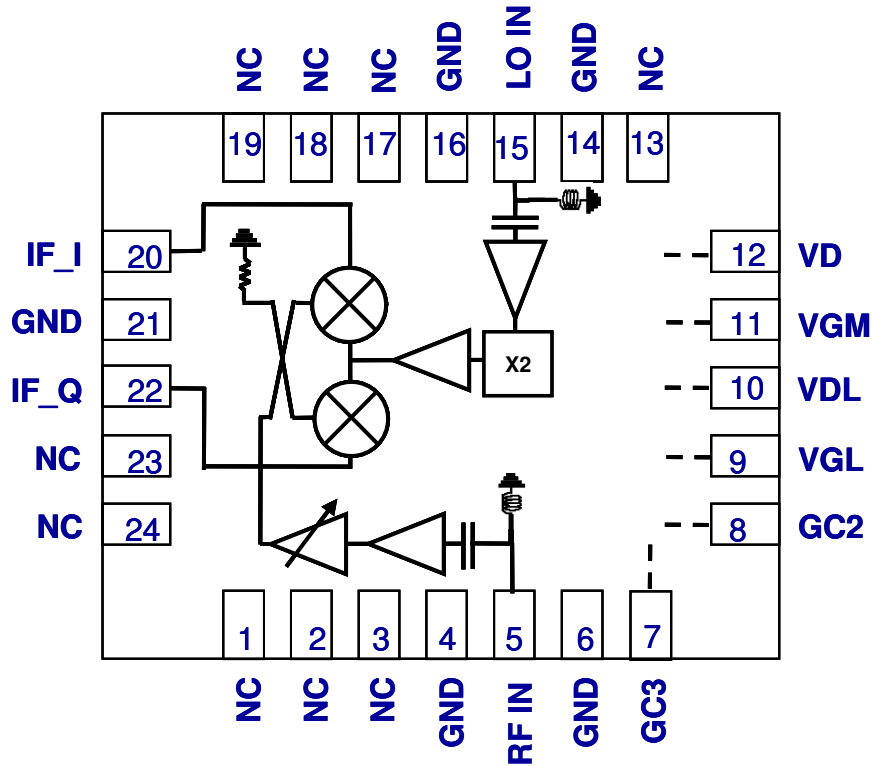 NC
NC
NC
GND
LO IN
GND
NC
19
18
17
16
15
14
13
IF_I
20
12
VD
GND
21
11
VGM
X2
IF_Q
22
10
VDL
NC
23
9
VGL
NC
24
8
GC2
1
2
3
4
5
6
7
NC
NC
NC
GND
RF IN
GND
GC3